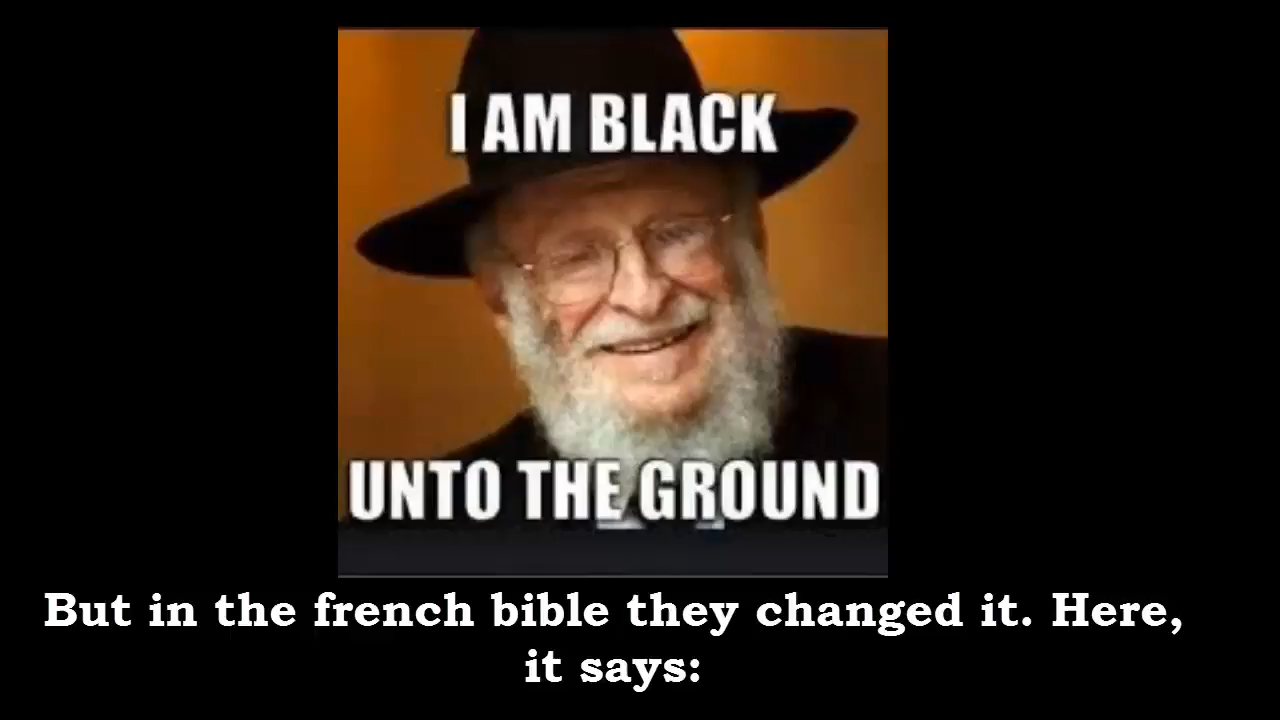 I AM BLACK
UNTO THE GROUND
But in the french bible they changed it. Here,
it says: